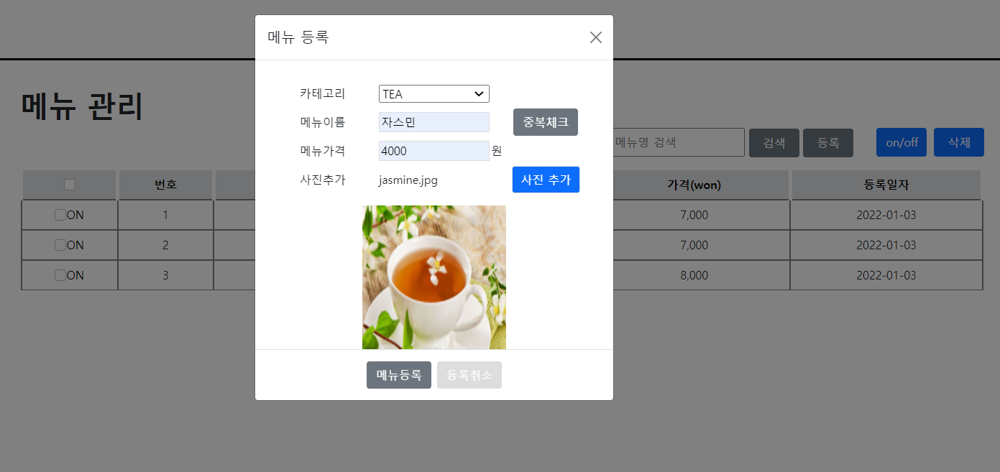 메뉴 등록
메뉴 관리
카테고리 TEA
메뉴이름 자스민 중복체크
메뉴가격 4000 원
사진추가 jasmine.jpg 사진 추가
메뉴등록 등록취소
메뉴명 검색 검색 등록 on/off 삭제
번호 가격(won) 등록일자
ON 1 7,000 2022-01-03
ON 2 7,000 2022-01-03
ON 3 8,000 2022-01-03